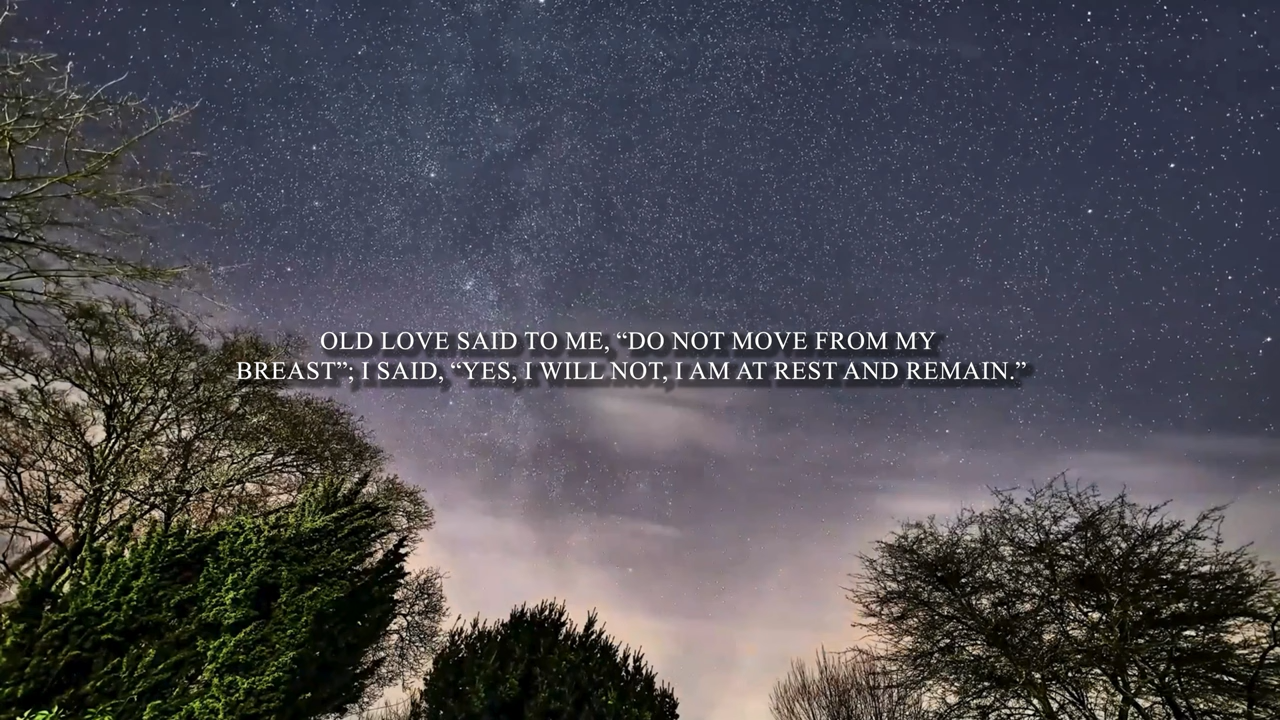 OLD LOVE SAID TO ME, “DO NOT MOVE FROM MY
BREAST”; I SAID, “YES, I WILL NOT, I AM AT REST AND REMAIN.”